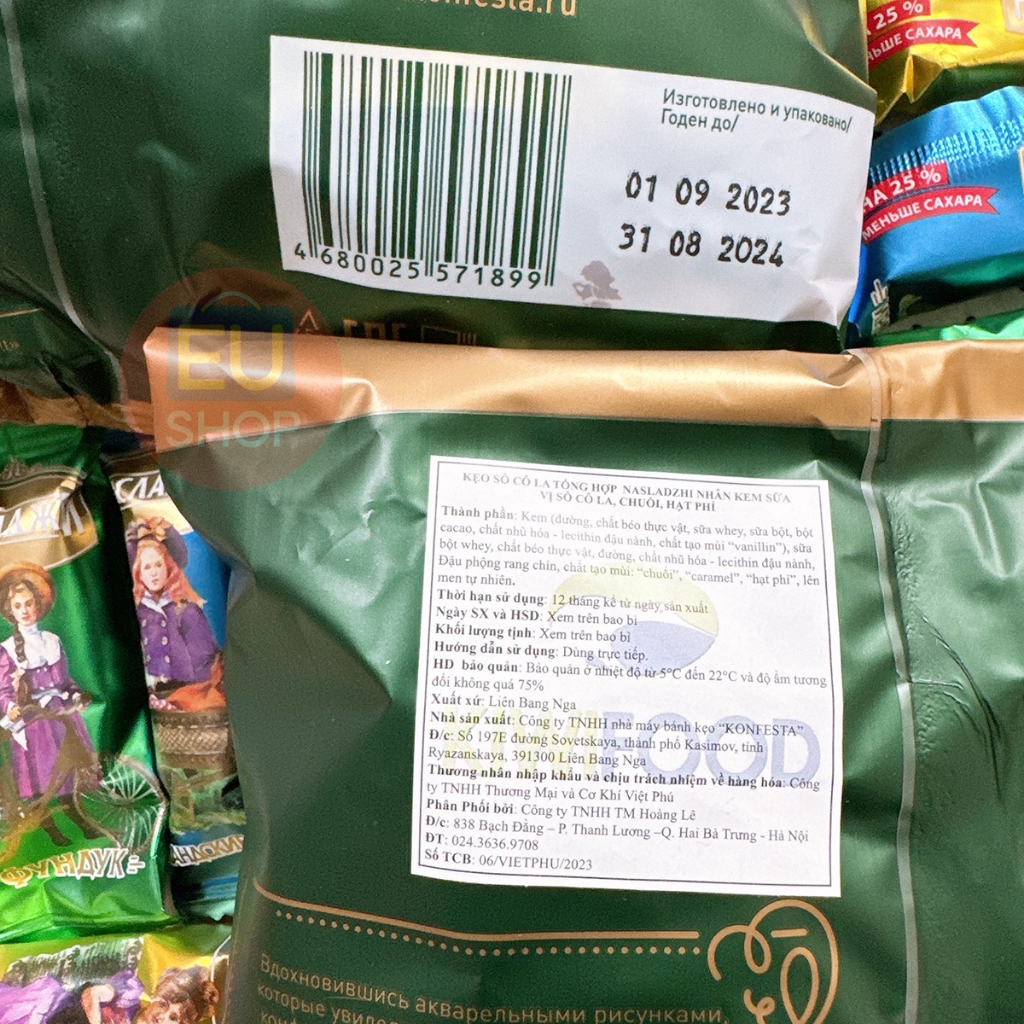 25 %
ЬШЕ САХАРА
Изготовлено и упаковано/
Годен до/
01 09 2023
31 08 2024
4 680025 571899
НА 25 %
МЕНЬШЕ САХАРА
EU
SHOP
KẸO SÔ CÔ LA TỔNG HỢP NASLADZHI NHÂN KEM SỮA
VỊ SÔ CÔ LA, CHUỐI, HẠT PHỈ
Thành phần: Kem (đường, chất béo thực vật, sữa whey, sữa bột, bột
cacao, chất nhũ hóa - lecithin đậu nành, chất tạo mùi “vanillin”), sữa
bột whey, chất béo thực vật, đường, chất nhũ hóa - lecithin đậu nành,
Đậu phộng rang chín, chất tạo mùi: “chuối”, “caramel”, “hạt phỉ”, lên
men tự nhiên.
Thời hạn sử dụng: 12 tháng kể từ ngày sản xuất
Ngày SX và HSD: Xem trên bao bì
Khối lượng tịnh: Xem trên bao bì
Hướng dẫn sử dụng: Dùng trực tiếp.
HD bảo quản: Bảo quản ở nhiệt độ từ 5°C đến 22°C và độ ẩm tương
đối không quá 75%
Xuất xứ: Liên Bang Nga
Nhà sản xuất: Công ty TNHH nhà máy bánh kẹo “KONFESTA”
Đ/c: Số 197E đường Sovetskaya, thành phố Kasimov, tỉnh
Ryazanskaya, 391300 Liên Bang Nga
Thương nhân nhập khẩu và chịu trách nhiệm về hàng hóa: Công
ty TNHH Thương Mại và Cơ Khí Việt Phú
Phân Phối bởi: Công ty TNHH TM Hoàng Lê
Đ/c: 838 Bạch Đằng – P. Thanh Lương –Q. Hai Bà Trưng - Hà Nội
ĐT: 024.3636.9708
Số TCB: 06/VIETPHU/2023
FOOD
ФУНДУК
Вдохновившись акварельными рисунками,
которые